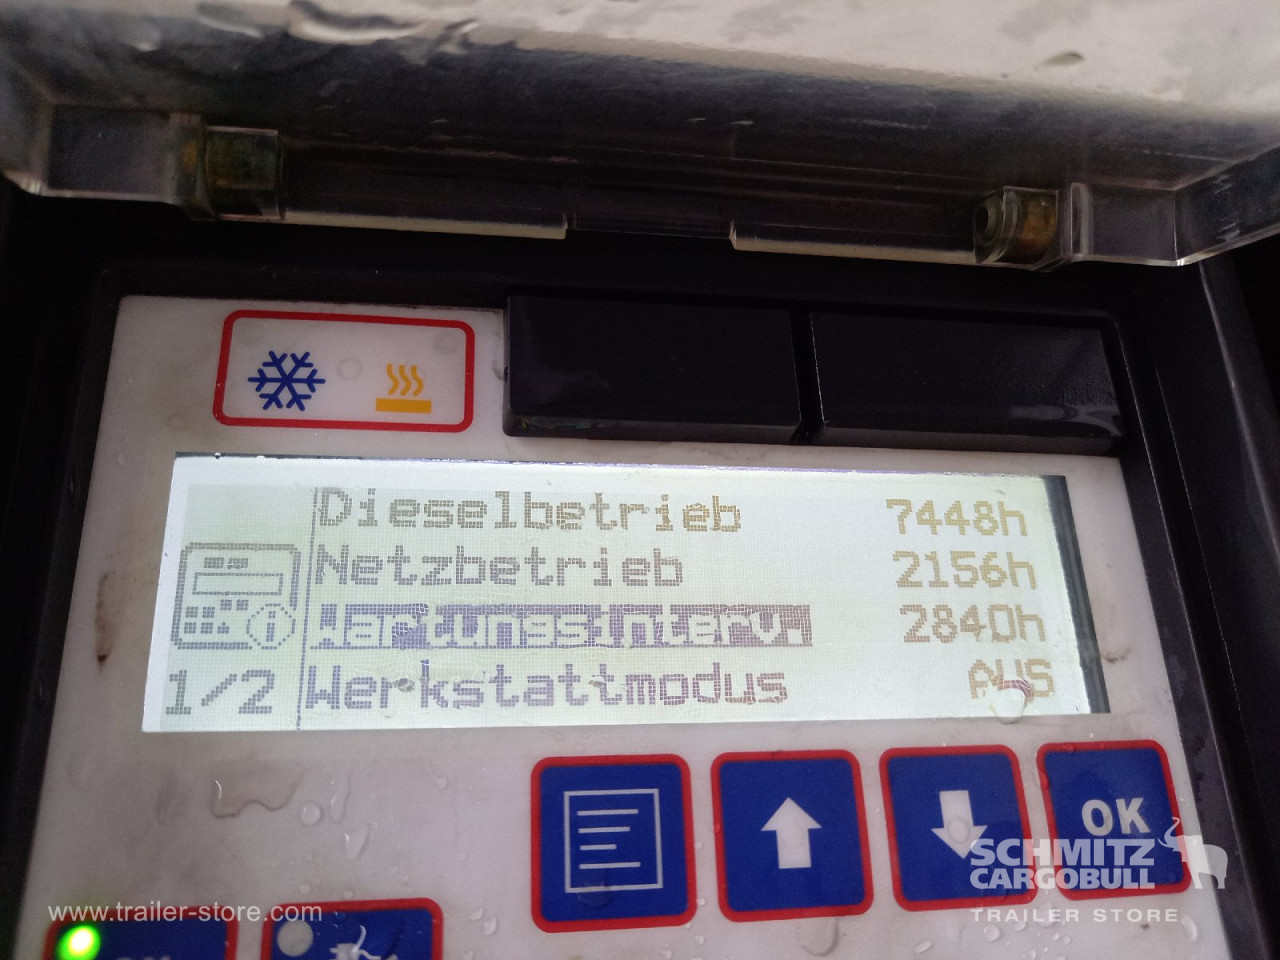 Dieselbetrieb 7448h
Netzbetrieb 2156h
Wartungsinterv. 2840h
1/2 Werkstattmodus AUS
OK
SCHMITZ
CARGOBULL
TRAILER STORE
www.trailer-store.com